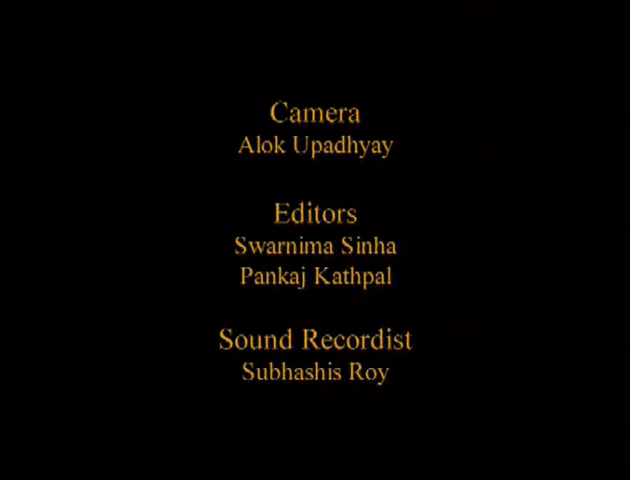 Camera
Alok Upadhyay
Editors
Swarnima Sinha
Pankaj Kathpal
Sound Recordist
Subhashis Roy